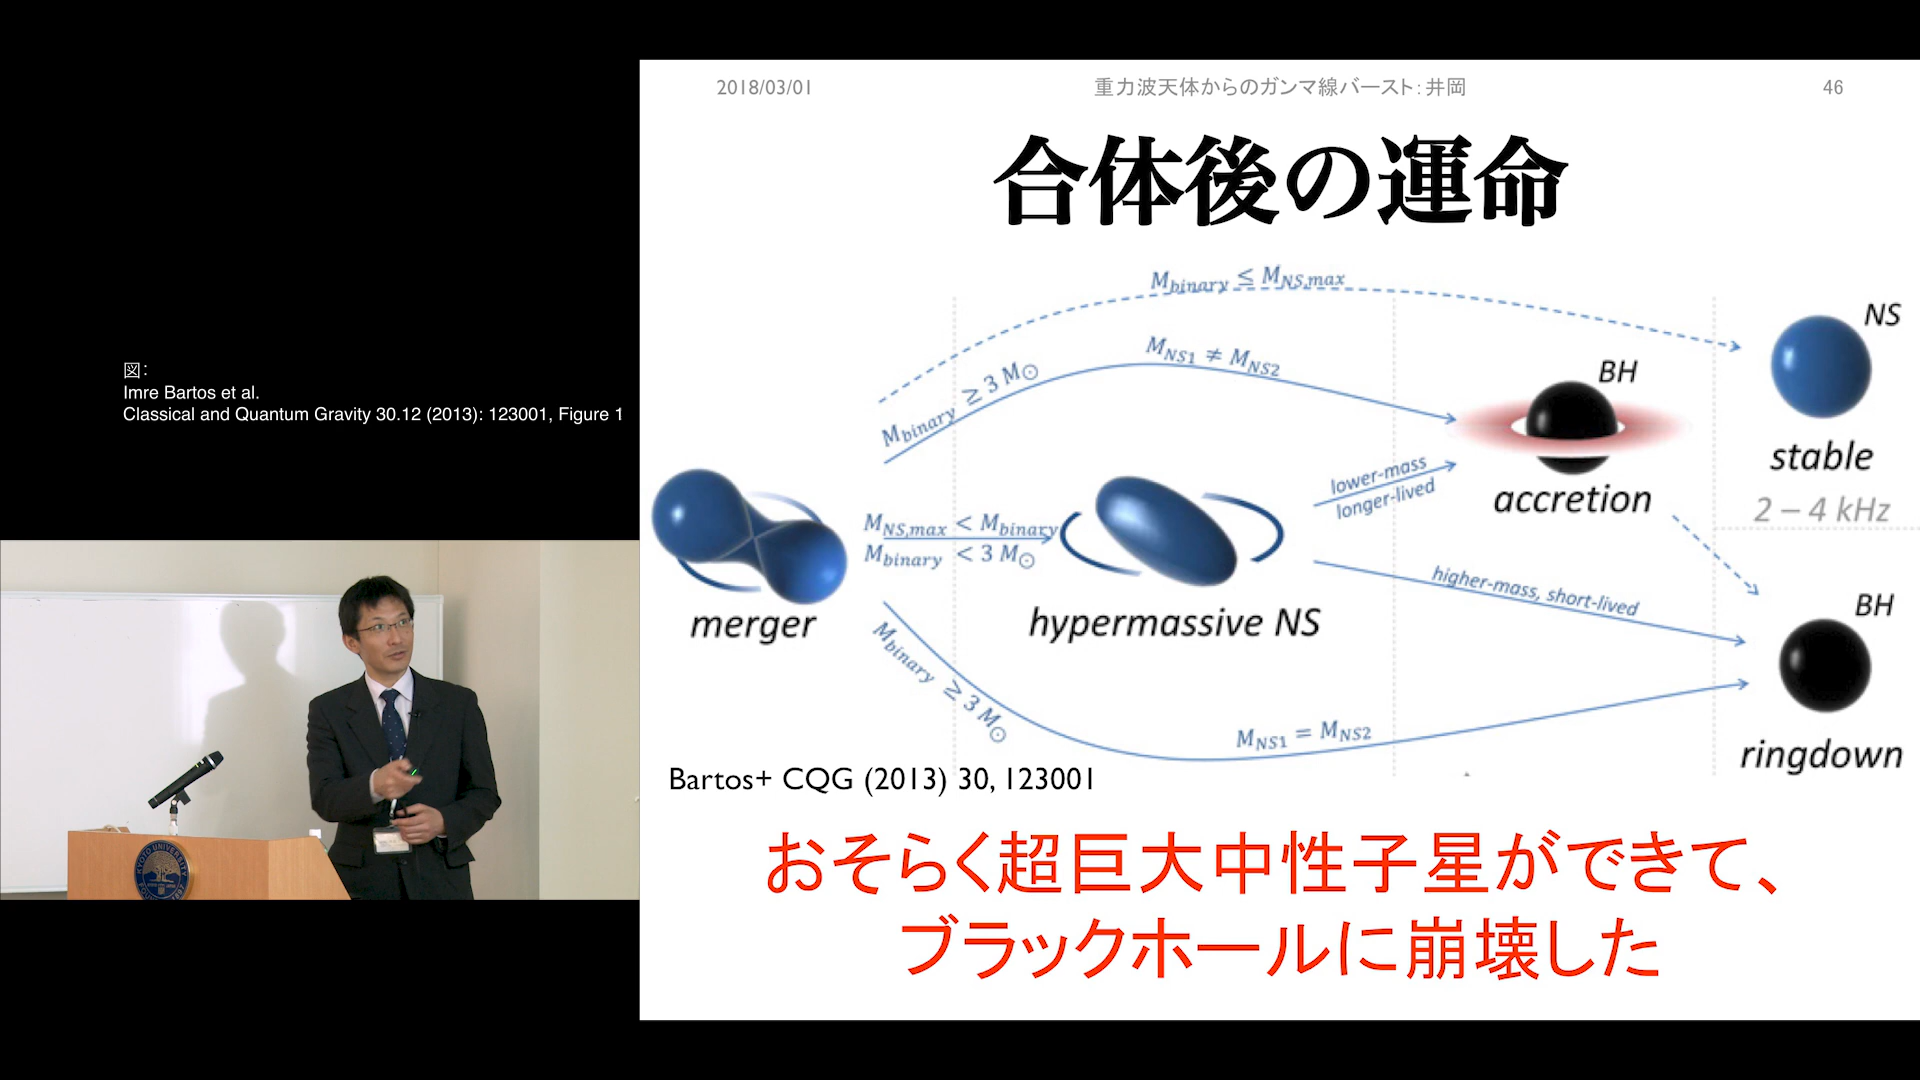 2018/03/01
重力波天体からのガンマ線バースト: 井岡
46
合体後の運命
M_binary ≤ M_NS,max
NS
M_binary ≥ 3 M_⊙
M_NS1 ≠ M_NS2
BH
stable
2 – 4 kHz
accretion
lower-mass
longer-lived
M_NS,max < M_binary
M_binary < 3 M_⊙
merger
hypermassive NS
higher-mass, short-lived
BH
M_binary ≥ 3 M_⊙
M_NS1 = M_NS2
ringdown
Bartos+ CQG (2013) 30, 123001
おそらく超巨大中性子星ができて、
ブラックホールに崩壊した
図:
Imre Bartos et al.
Classical and Quantum Gravity 30.12 (2013): 123001, Figure 1
KYOTO UNIVERSITY